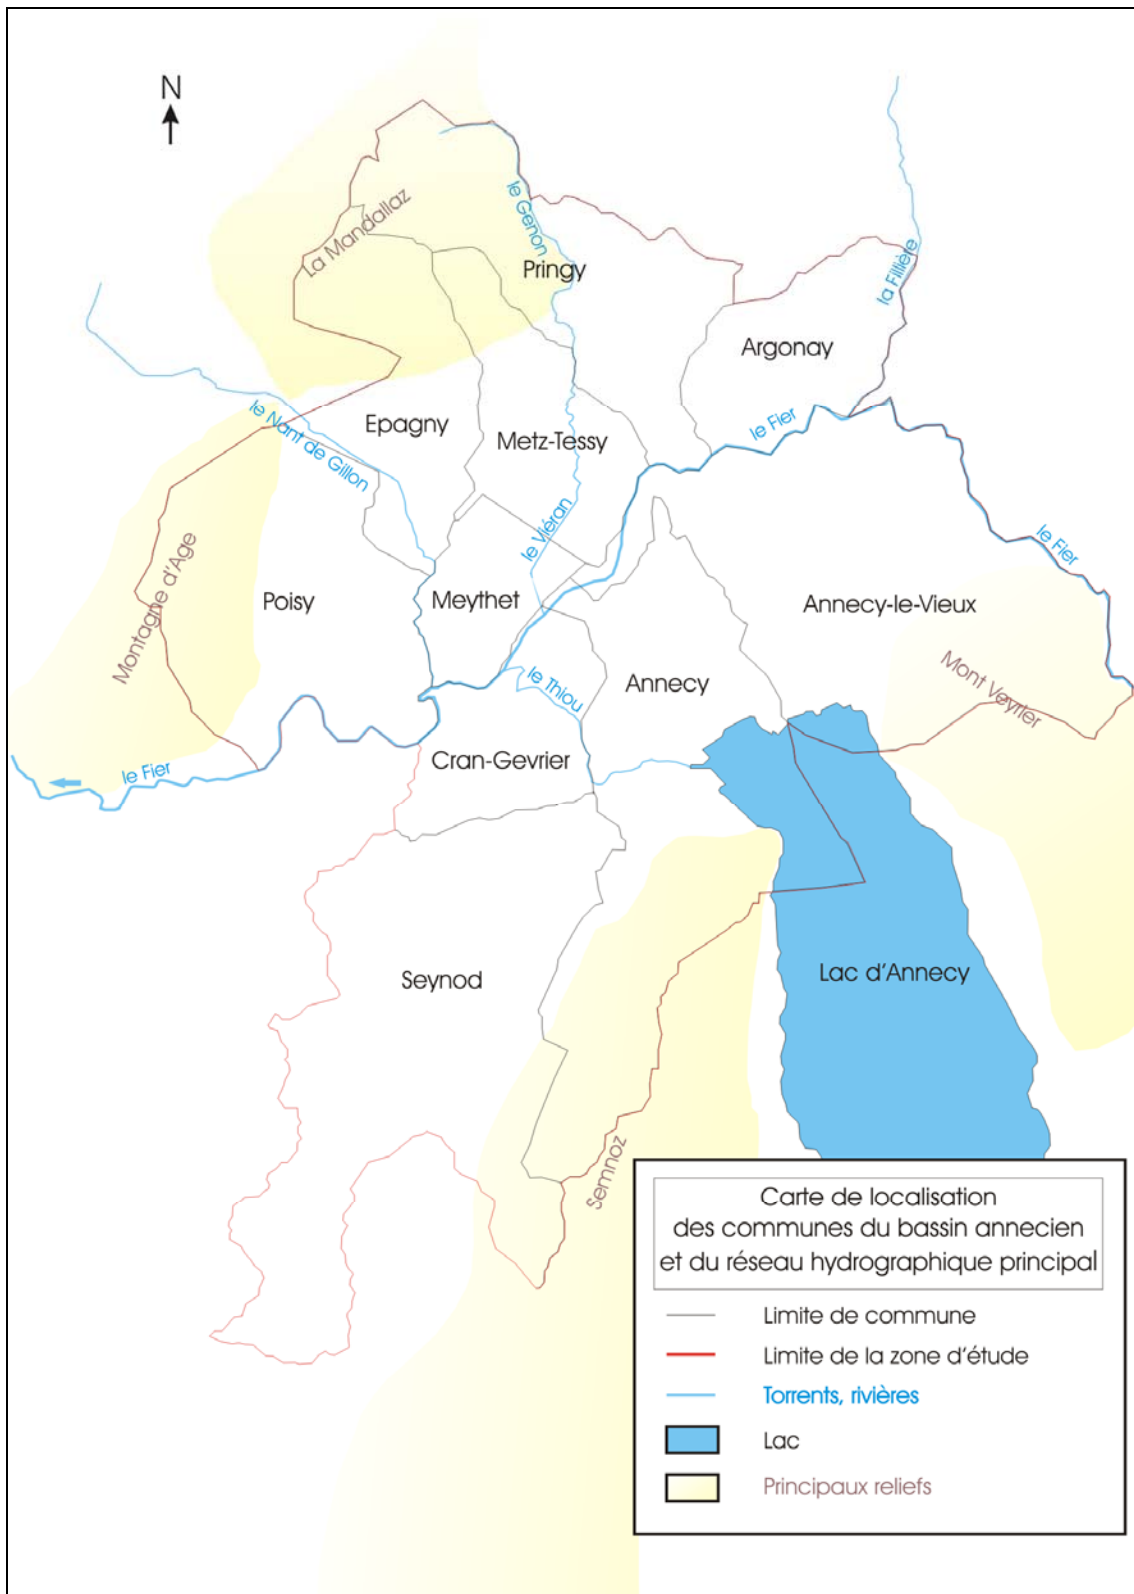 N
le Genon
La Mandallaz
Pringy
la Fillière
Argonay
le Nant de Gillon
Epagny
Metz-Tessy
le Fier
le Viéran
le Fier
Montagne d'Age
Poisy
Meythet
Annecy-le-Vieux
le Thiou
Annecy
Mont Veyrier
le Fier
Cran-Gevrier
Seynod
Lac d'Annecy
Semnoz
Carte de localisation
des communes du bassin annecien
et du réseau hydrographique principal
Limite de commune
Limite de la zone d'étude
Torrents, rivières
Lac
Principaux reliefs